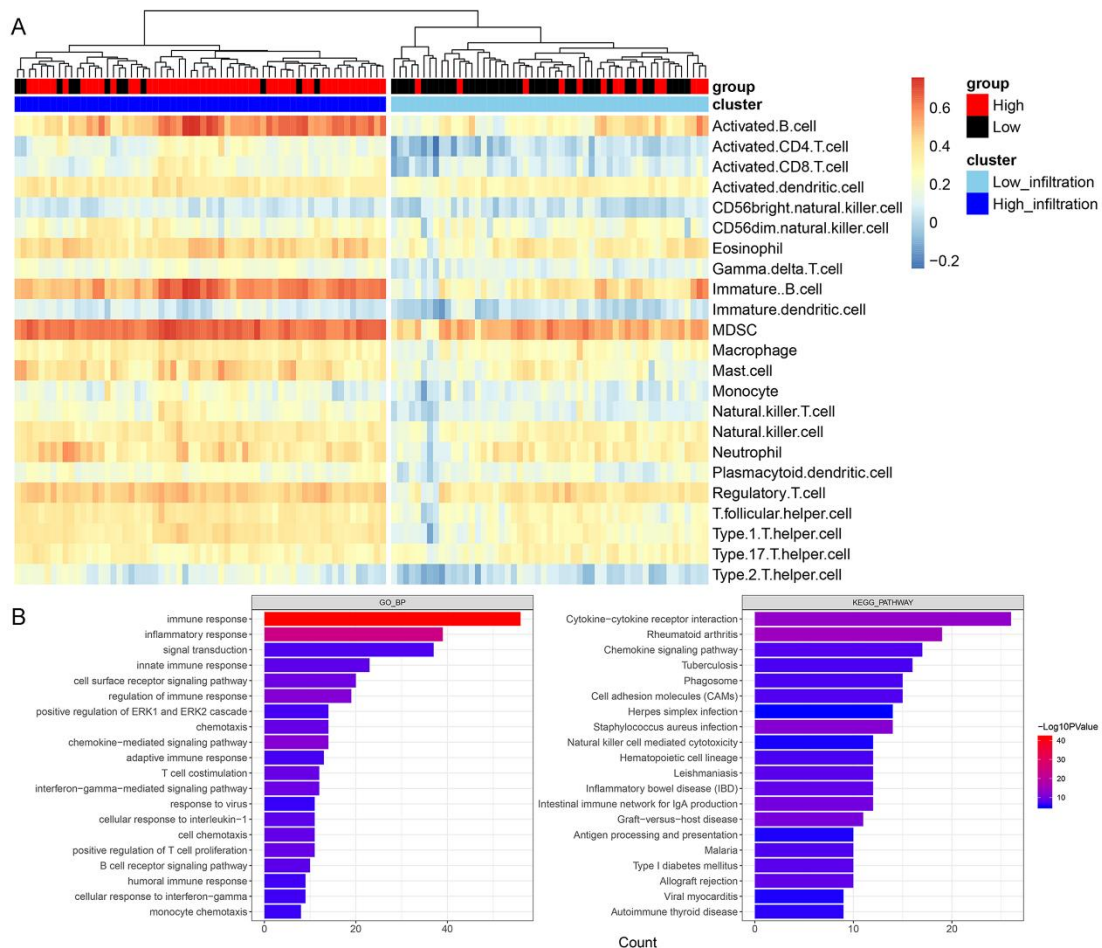 A
group
cluster
Activated.B.cell
Activated.CD4.T.cell
Activated.CD8.T.cell
Activated.dendritic.cell
CD56bright.natural.killer.cell
CD56dim.natural.killer.cell
Eosinophil
Gamma.delta.T.cell
Immature..B.cell
Immature.dendritic.cell
MDSC
Macrophage
Mast.cell
Monocyte
Natural.killer.T.cell
Natural.killer.cell
Neutrophil
Plasmacytoid.dendritic.cell
Regulatory.T.cell
T.follicular.helper.cell
Type.1.T.helper.cell
Type.17.T.helper.cell
Type.2.T.helper.cell
0.6
0.4
0.2
0
−0.2
group
High
Low
cluster
Low_infiltration
High_infiltration
B
GO_BP
immune response
inflammatory response
signal transduction
innate immune response
cell surface receptor signaling pathway
regulation of immune response
positive regulation of ERK1 and ERK2 cascade
chemotaxis
chemokine−mediated signaling pathway
adaptive immune response
T cell costimulation
interferon−gamma−mediated signaling pathway
response to virus
cellular response to interleukin−1
cell chemotaxis
positive regulation of T cell proliferation
B cell receptor signaling pathway
humoral immune response
cellular response to interferon−gamma
monocyte chemotaxis
0 20 40
KEGG_PATHWAY
Cytokine−cytokine receptor interaction
Rheumatoid arthritis
Chemokine signaling pathway
Tuberculosis
Phagosome
Cell adhesion molecules (CAMs)
Herpes simplex infection
Staphylococcus aureus infection
Natural killer cell mediated cytotoxicity
Hematopoietic cell lineage
Leishmaniasis
Inflammatory bowel disease (IBD)
Intestinal immune network for IgA production
Graft−versus−host disease
Antigen processing and presentation
Malaria
Type I diabetes mellitus
Allograft rejection
Viral myocarditis
Autoimmune thyroid disease
0 10 20
Count
−Log10PValue
40
30
20
10